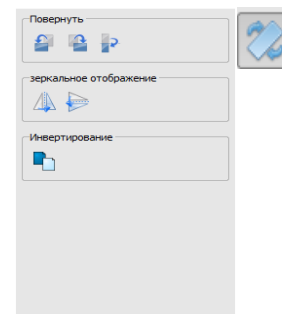 Повернуть
зеркальное отображение
Инвертирование